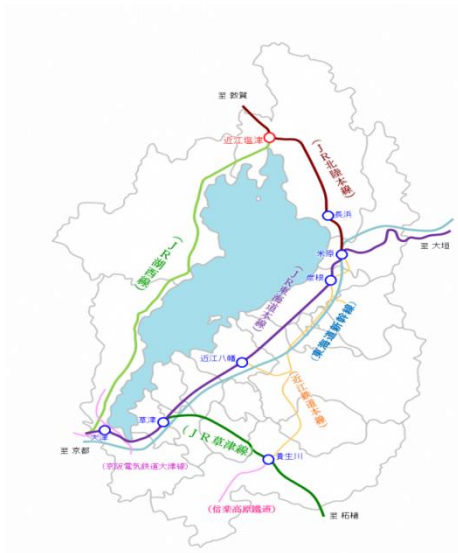 至 敦賀
近江塩津
(JR北陸本線)
長浜
米原
至 大垣
彦根
(JR湖西線)
(JR東海道本線)
(東海道新幹線)
近江八幡
(近江鉄道本線)
草津
大津
(JR草津線)
至 京都
(京阪電気鉄道大津線)
貴生川
(信楽高原鐵道)
至 柘植